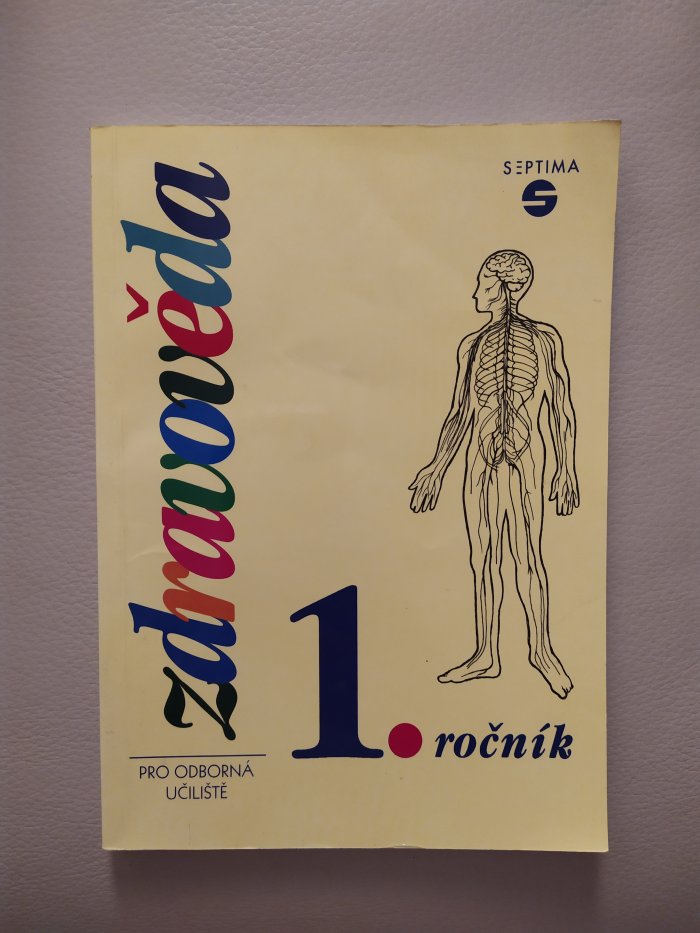 SEPTIMA
zdravověda
1. ročník
PRO ODBORNÁ
UČILIŠTĚ